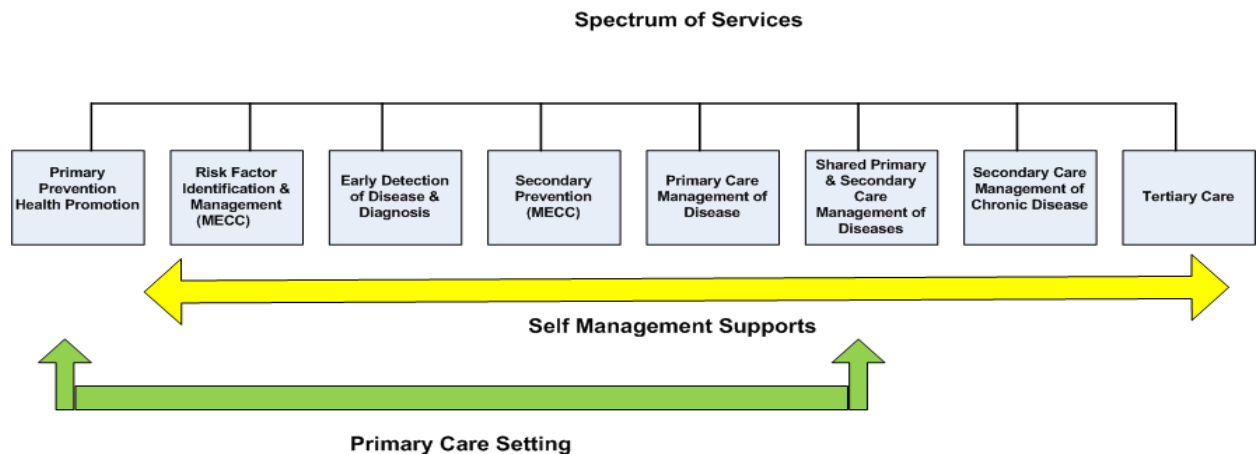 Spectrum of Services
Primary
Prevention
Health Promotion
Risk Factor
Identification &
Management
(MECC)
Early Detection
of Disease &
Diagnosis
Secondary
Prevention
(MECC)
Primary Care
Management of
Disease
Shared Primary
& Secondary
Care
Management of
Diseases
Secondary Care
Management of
Chronic Disease
Tertiary Care
Self Management Supports
Primary Care Setting